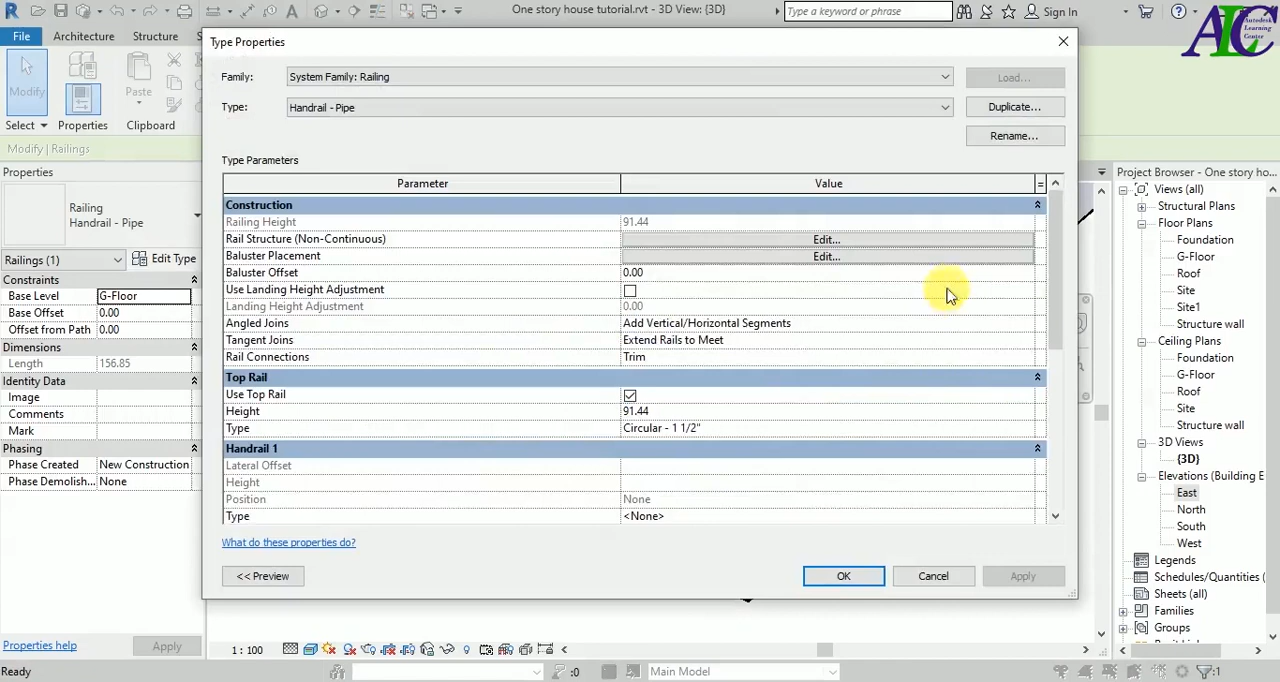 One story house tutorial.rvt - 3D View: {3D}
Type a keyword or phrase
Sign In
Autodesk
Learning
Center
ALC
File
Architecture
Structure
S
Modify
Paste
Select
Properties
Clipboard
Modify | Railings
Properties
Railing
Handrail - Pipe
Railings (1)
Edit Type
Constraints
Base Level G-Floor
Base Offset 0.00
Offset from Path 0.00
Dimensions
Length 156.85
Identity Data
Image
Comments
Mark
Phasing
Phase Created New Construction
Phase Demolish... None
Properties help
Apply
Type Properties
Family: System Family: Railing
Load...
Type: Handrail - Pipe
Duplicate...
Rename...
Type Parameters
Parameter Value =
Construction
Railing Height 91.44
Rail Structure (Non-Continuous) Edit...
Baluster Placement Edit...
Baluster Offset 0.00
Use Landing Height Adjustment
Landing Height Adjustment 0.00
Angled Joins Add Vertical/Horizontal Segments
Tangent Joins Extend Rails to Meet
Rail Connections Trim
Top Rail
Use Top Rail
Height 91.44
Type Circular - 1 1/2"
Handrail 1
Lateral Offset
Height
Position None
Type <None>
What do these properties do?
<< Preview
OK
Cancel
Apply
Project Browser - One story ho...
Views (all)
Structural Plans
Floor Plans
Foundation
G-Floor
Roof
Site
Site1
Structure wall
Ceiling Plans
Foundation
G-Floor
Roof
Site
Structure wall
3D Views
{3D}
Elevations (Building E
East
North
South
West
Legends
Schedules/Quantities (
Sheets (all)
Families
Groups
1 : 100
Ready
:0
Main Model
:1